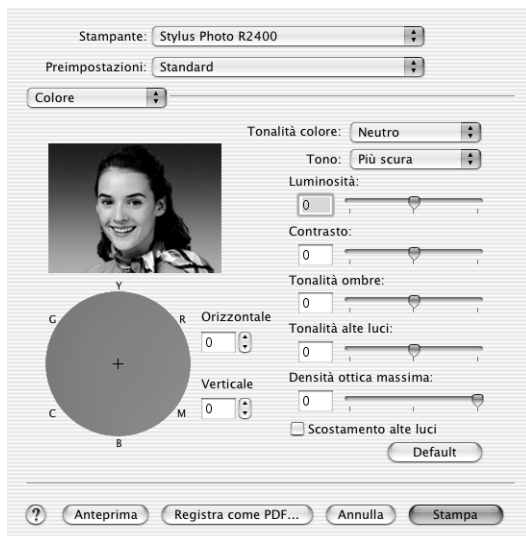 Stampante: Stylus Photo R2400
Preimpostazioni: Standard
Colore
Tonalità colore: Neutro
Tono: Più scura
Luminosità:
0
Contrasto:
0
Tonalità ombre:
0
Tonalità alte luci:
0
Densità ottica massima:
0
Scostamento alte luci
Default
Y
G
R
C
M
B
Orizzontale
0
Verticale
0
? Anteprima Registra come PDF... Annulla Stampa